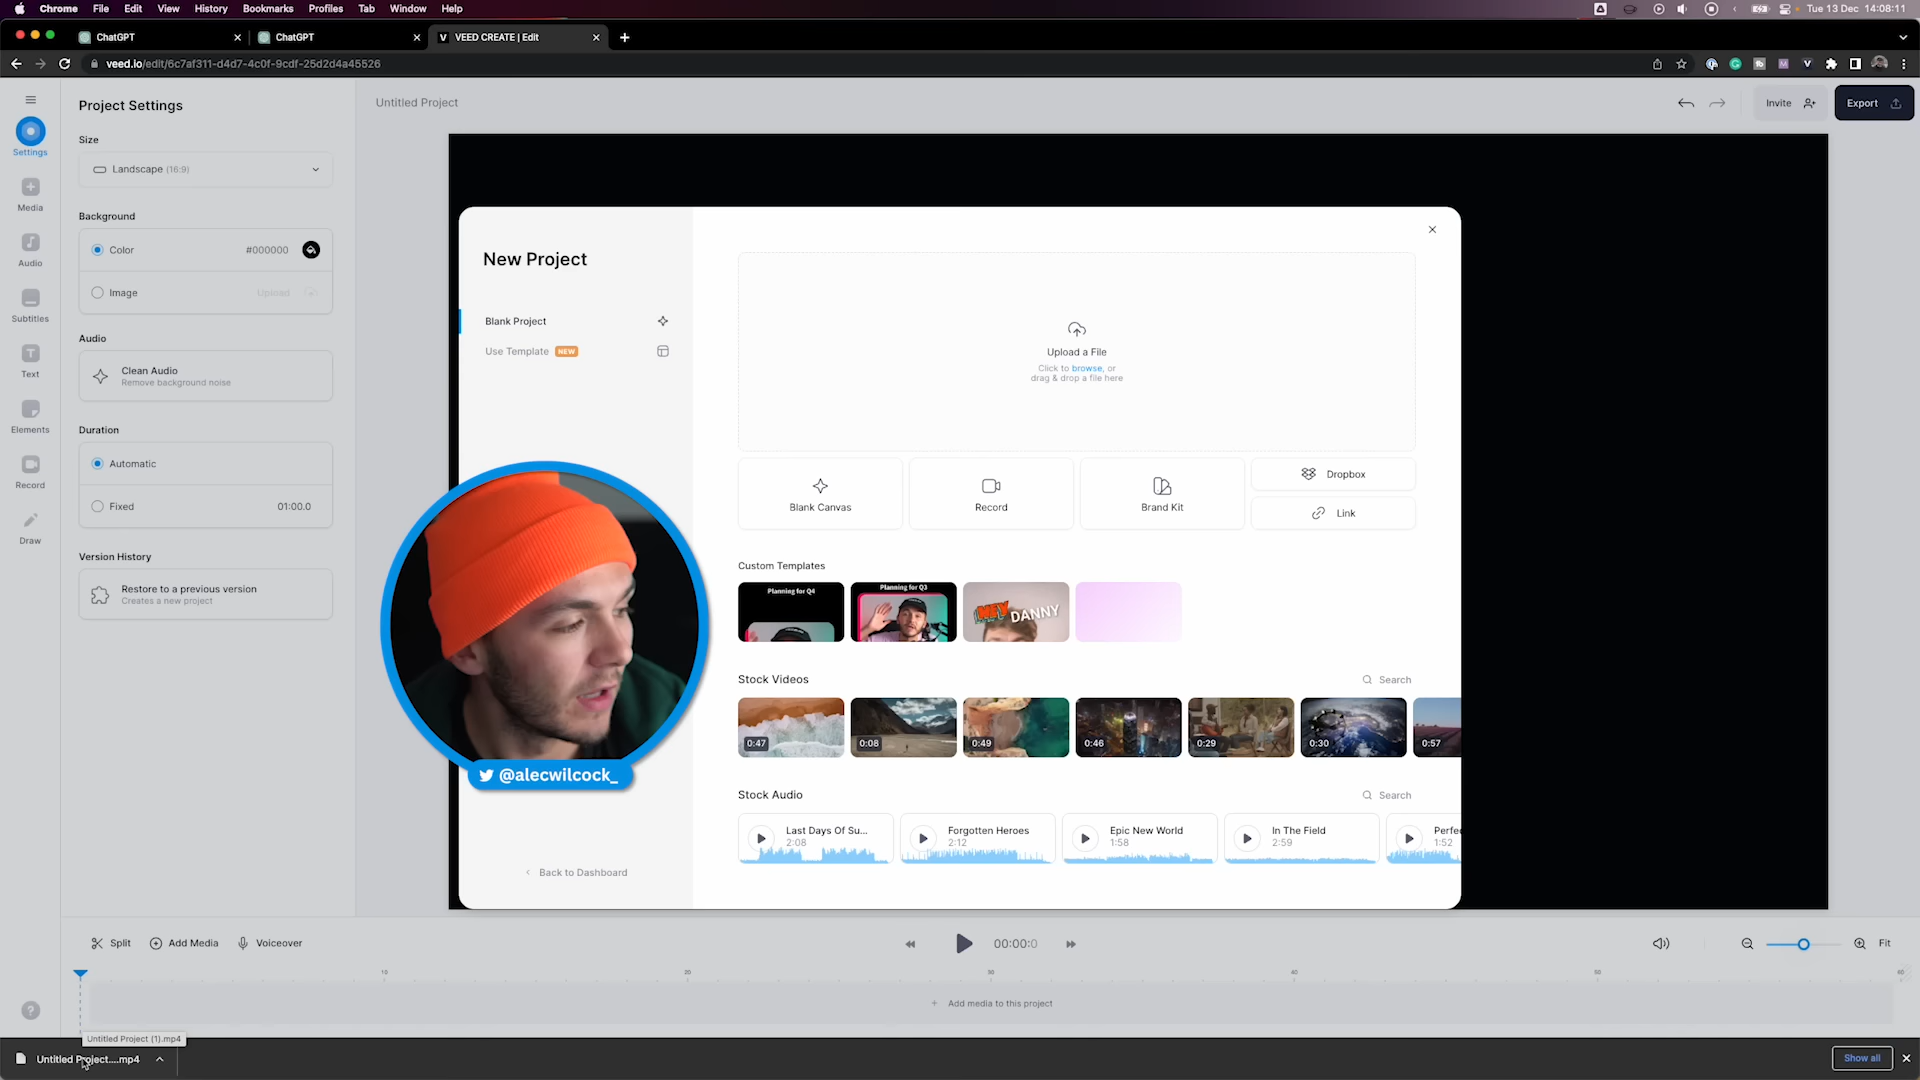 Chrome File Edit View History Bookmarks Profiles Tab Window Help Tue 13 Dec 14:08:11
ChatGPT
ChatGPT
VEED CREATE | Edit
veed.io/edit/6c7af311-d4d7-4c0f-9cdf-25d2d4a45526
Settings
Media
Audio
Subtitles
Text
Elements
Record
Draw
Project Settings
Size
Landscape (16:9)
Background
Color #000000
Image Upload
Audio
Clean Audio
Remove background noise
Duration
Automatic
Fixed 01:00.0
Version History
Restore to a previous version
Creates a new project
Untitled Project
Invite
Export
New Project
Blank Project
Use Template NEW
Back to Dashboard
Upload a File
Click to browse, or
drag & drop a file here
Blank Canvas
Record
Brand Kit
Dropbox
Link
Custom Templates
Planning for Q4
Planning for Q3
HEY DANNY
Stock Videos Search
0:47 0:08 0:49 0:46 0:29 0:30 0:57
Stock Audio Search
Last Days Of Su...
2:08
Forgotten Heroes
2:12
Epic New World
1:58
In The Field
2:59
Perfe
1:52
@alecwilcock_
Split Add Media Voiceover 00:00:0 Fit
10 20 30 40 50 60
+ Add media to this project
Untitled Project (1).mp4
Untitled Project....mp4
Show all